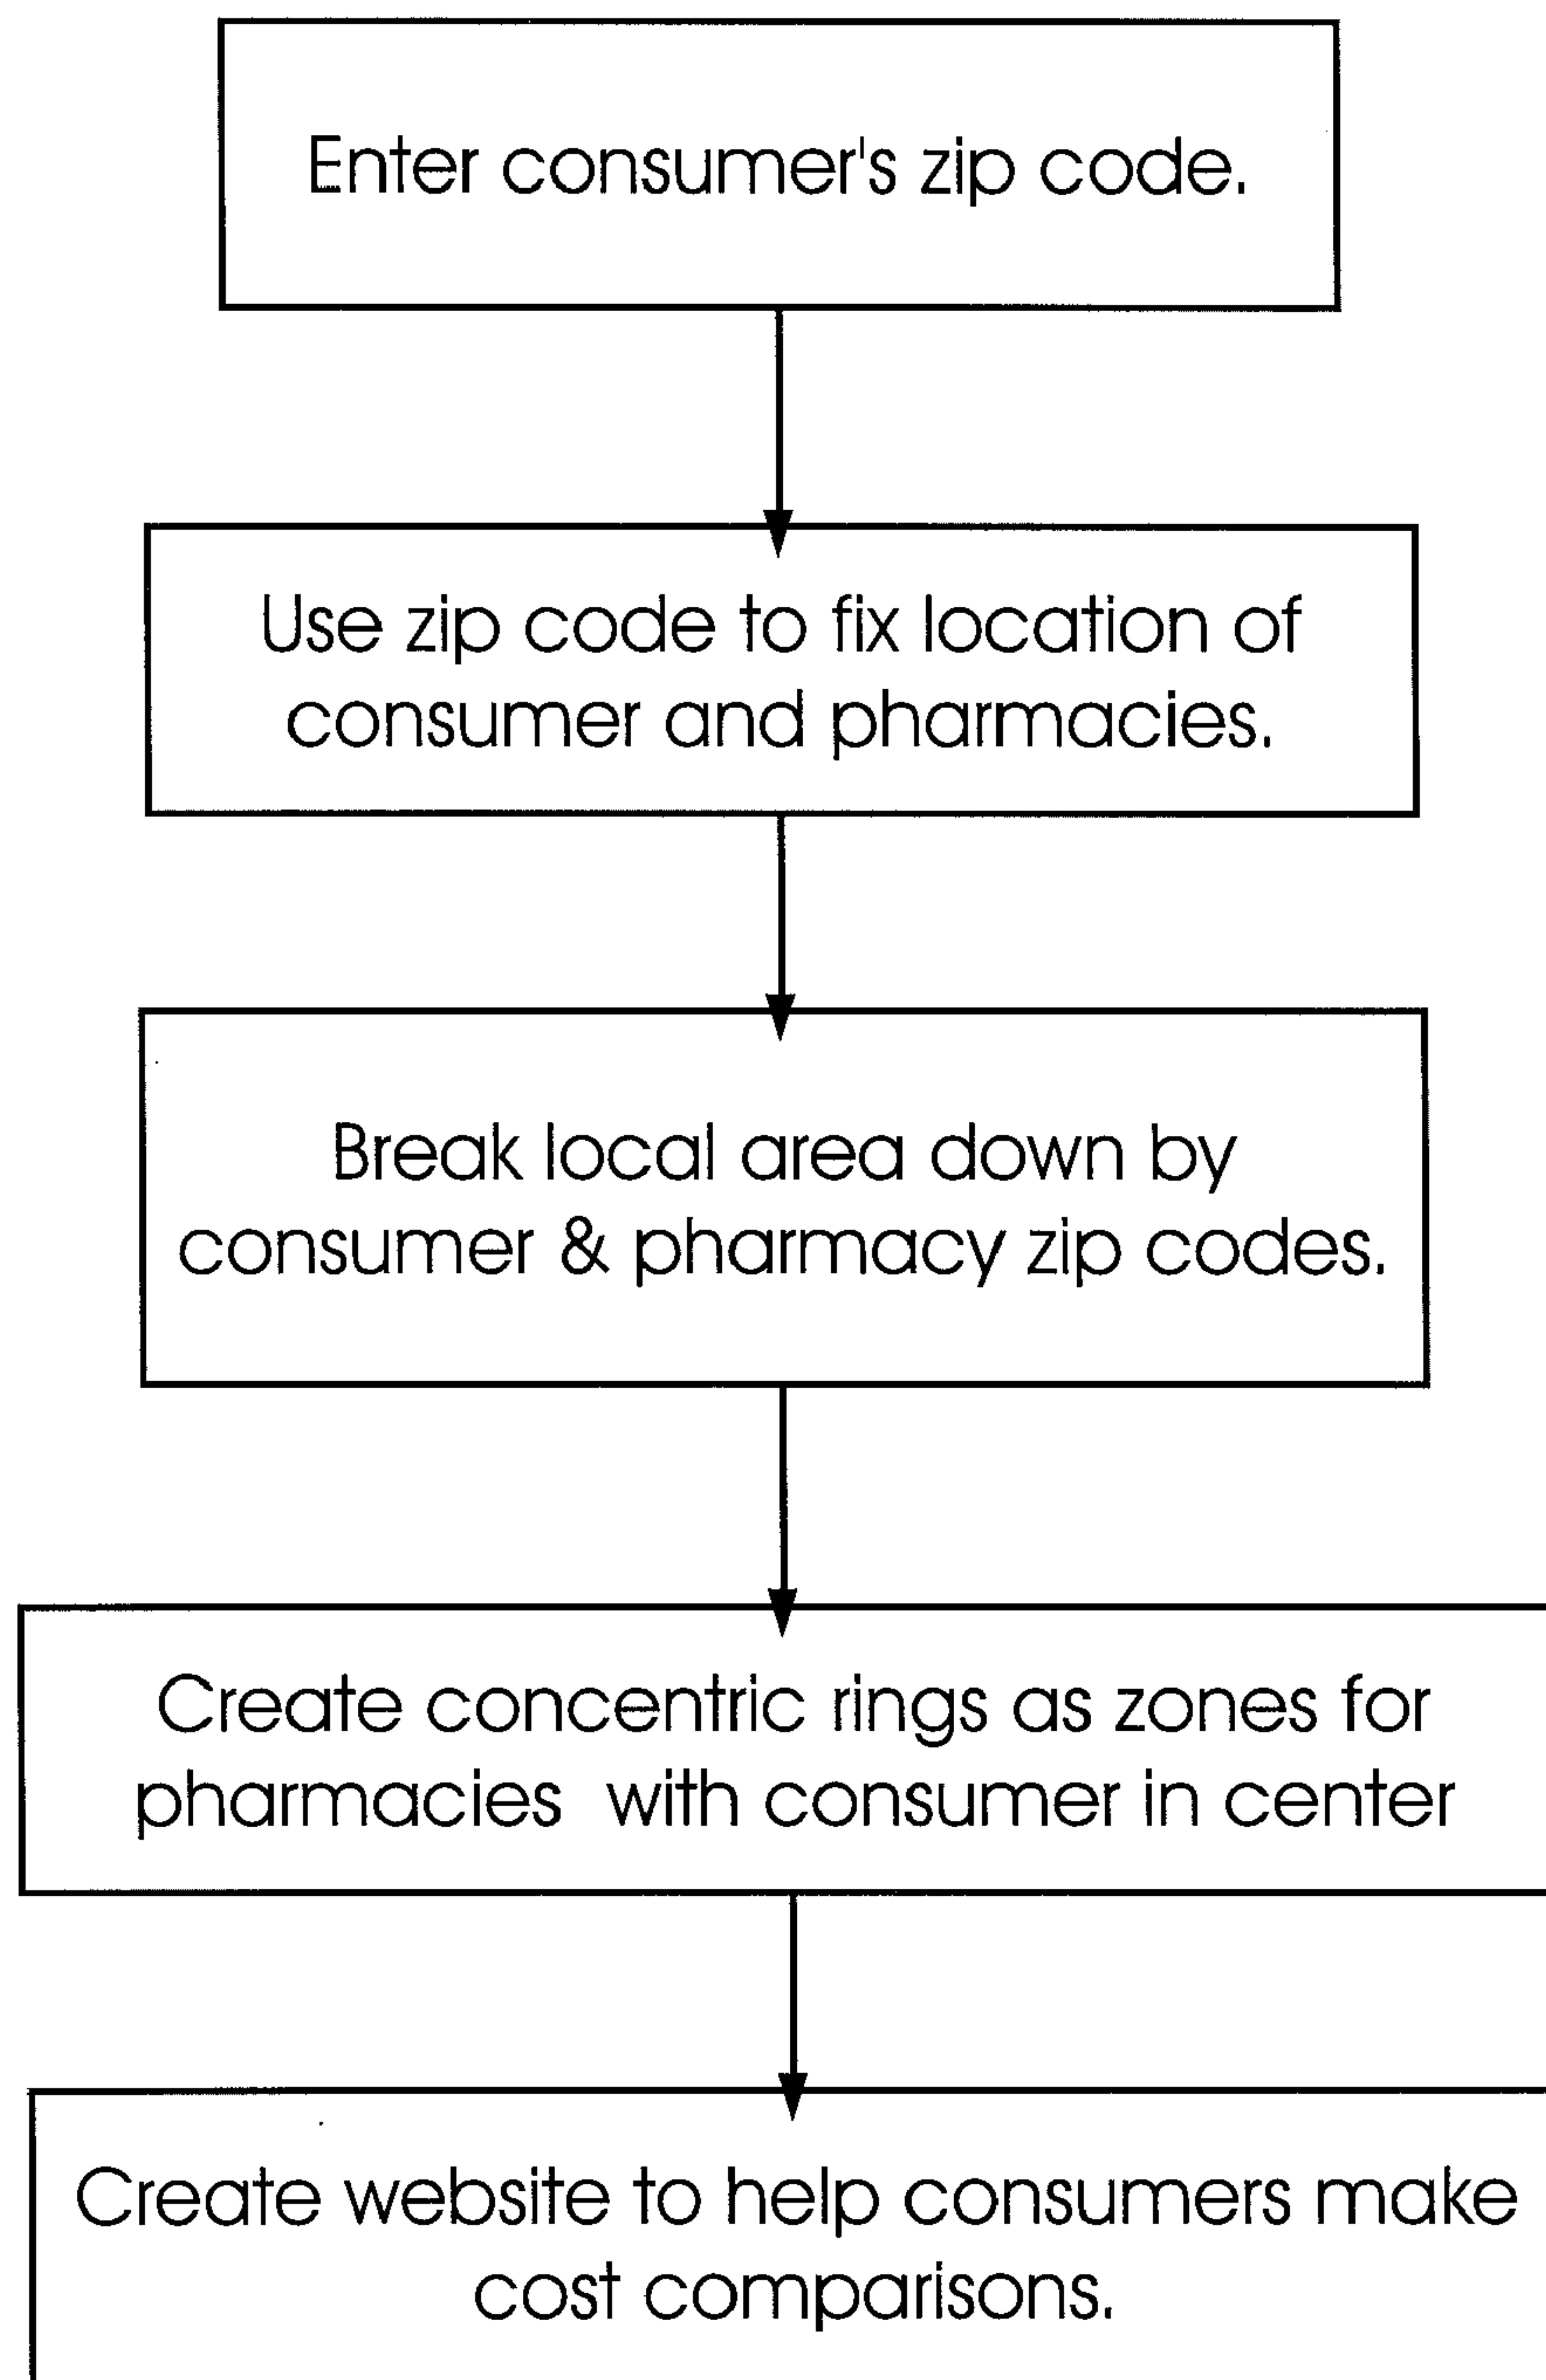 Enter consumer's zip code.
Use zip code to fix location of
consumer and pharmacies.
Break local area down by
consumer & pharmacy zip codes.
Create concentric rings as zones for
pharmacies  with consumer in center
Create website to help consumers make
cost comparisons.